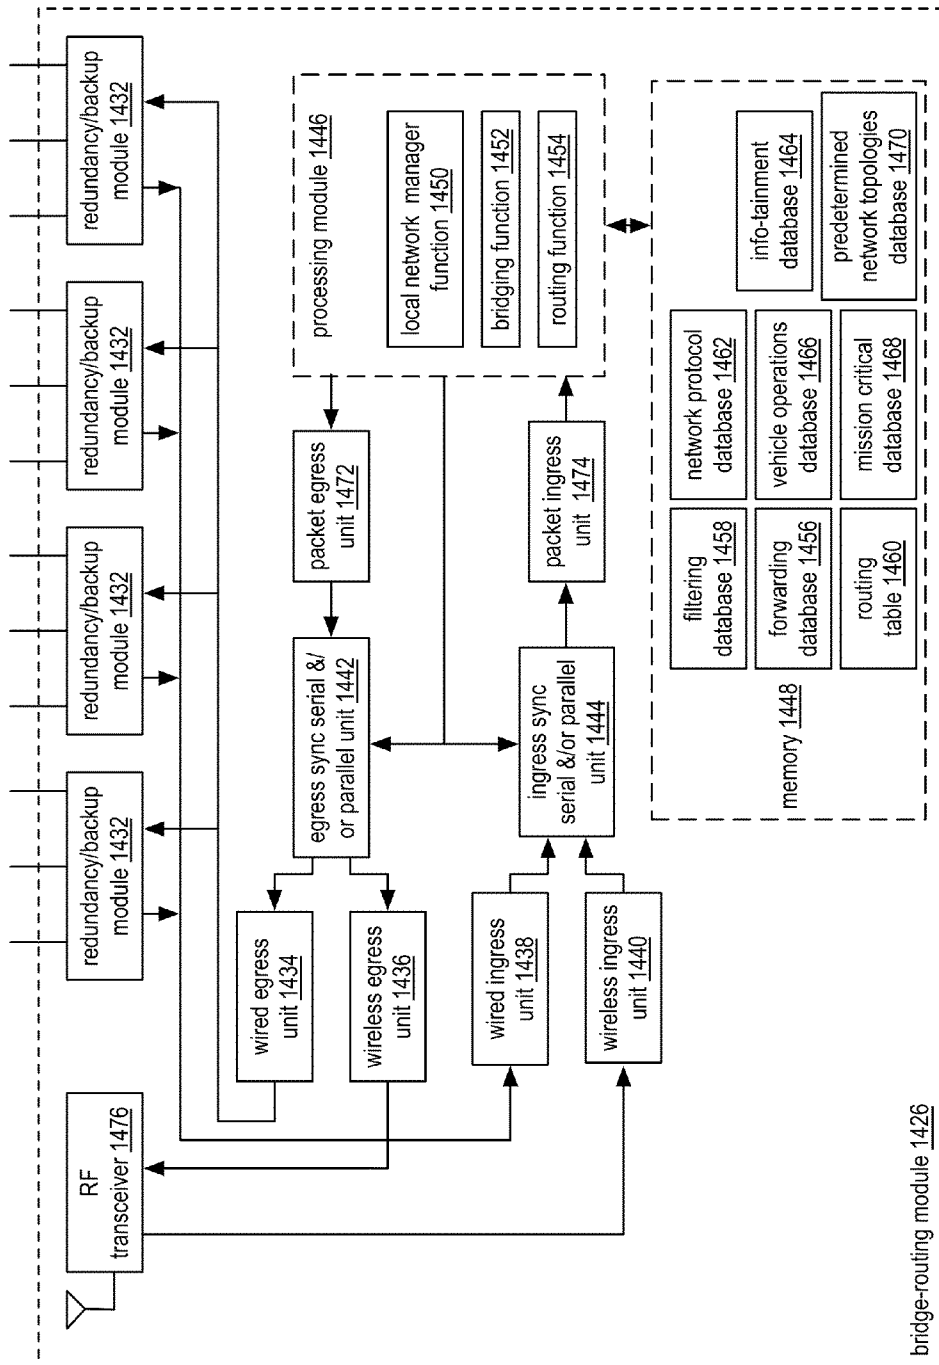 RF
transceiver 1476
redundancy/backup
module 1432
redundancy/backup
module 1432
redundancy/backup
module 1432
redundancy/backup
module 1432
wired egress
unit 1434
wireless egress
unit 1436
egress sync serial &/
or parallel unit 1442
packet egress
unit 1472
processing module 1446
local network manager
function 1450
bridging function 1452
routing function 1454
wired ingress
unit 1438
wireless ingress
unit 1440
ingress sync
serial &/or parallel
unit 1444
packet ingress
unit 1474
memory 1448
filtering
database 1458
network protocol
database 1462
forwarding
database 1456
vehicle operations
database 1466
info-tainment
database 1464
routing
table 1460
mission critical
database 1468
predetermined
network topologies
database 1470
bridge-routing module 1426